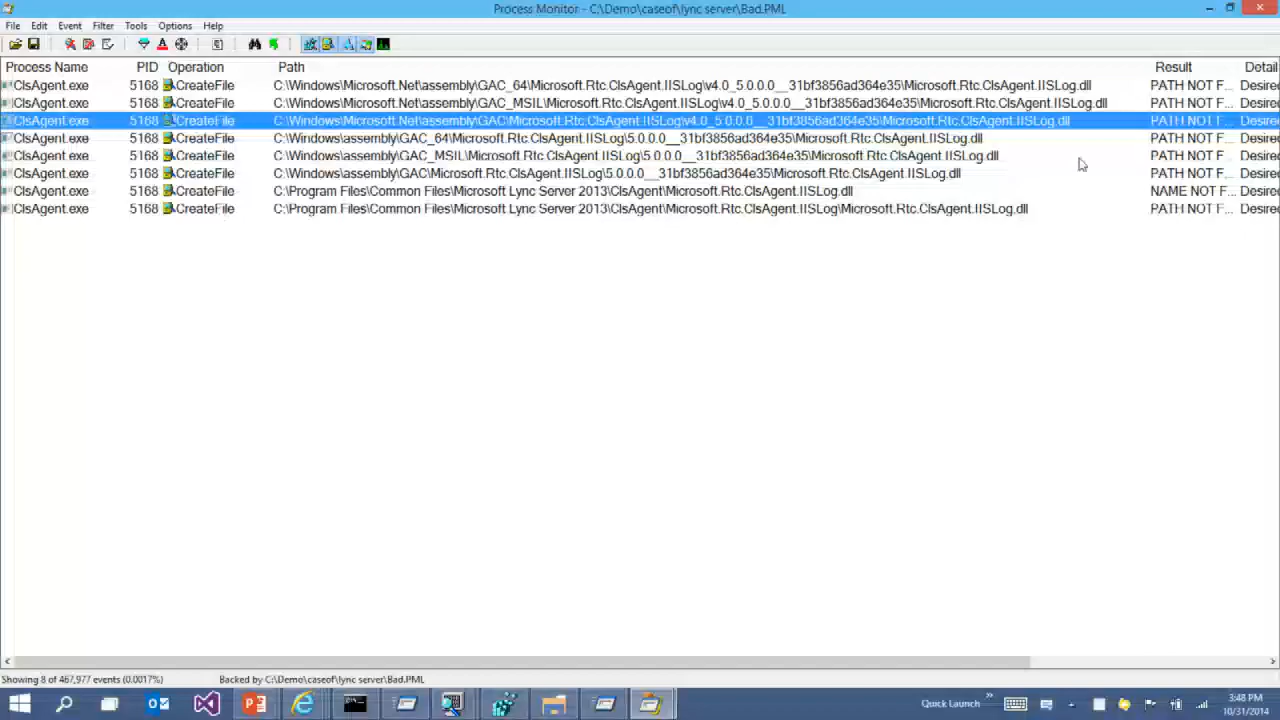 Process Monitor - C:\Demo\caseof\lync server\Bad.PML
File Edit Event Filter Tools Options Help
Process Name PID Operation Path Result Detail
ClsAgent.exe 5168 CreateFile C:\Windows\Microsoft.Net\assembly\GAC_64\Microsoft.Rtc.ClsAgent.IISLog\v4.0_5.0.0.0__31bf3856ad364e35\Microsoft.Rtc.ClsAgent.IISLog.dll PATH NOT F... Desired
ClsAgent.exe 5168 CreateFile C:\Windows\Microsoft.Net\assembly\GAC_MSIL\Microsoft.Rtc.ClsAgent.IISLog\v4.0_5.0.0.0__31bf3856ad364e35\Microsoft.Rtc.ClsAgent.IISLog.dll PATH NOT F... Desired
ClsAgent.exe 5168 CreateFile C:\Windows\Microsoft.Net\assembly\GAC\Microsoft.Rtc.ClsAgent.IISLog\v4.0_5.0.0.0__31bf3856ad364e35\Microsoft.Rtc.ClsAgent.IISLog.dll PATH NOT F... Desired
ClsAgent.exe 5168 CreateFile C:\Windows\assembly\GAC_64\Microsoft.Rtc.ClsAgent.IISLog\5.0.0.0__31bf3856ad364e35\Microsoft.Rtc.ClsAgent.IISLog.dll PATH NOT F... Desired
ClsAgent.exe 5168 CreateFile C:\Windows\assembly\GAC_MSIL\Microsoft.Rtc.ClsAgent.IISLog\5.0.0.0__31bf3856ad364e35\Microsoft.Rtc.ClsAgent.IISLog.dll PATH NOT F... Desired
ClsAgent.exe 5168 CreateFile C:\Windows\assembly\GAC\Microsoft.Rtc.ClsAgent.IISLog\5.0.0.0__31bf3856ad364e35\Microsoft.Rtc.ClsAgent.IISLog.dll PATH NOT F... Desired
ClsAgent.exe 5168 CreateFile C:\Program Files\Common Files\Microsoft Lync Server 2013\ClsAgent\Microsoft.Rtc.ClsAgent.IISLog.dll NAME NOT F... Desired
ClsAgent.exe 5168 CreateFile C:\Program Files\Common Files\Microsoft Lync Server 2013\ClsAgent\Microsoft.Rtc.ClsAgent.IISLog\Microsoft.Rtc.ClsAgent.IISLog.dll PATH NOT F... Desired
Showing 8 of 467,977 events (0.0017%) Backed by C:\Demo\caseof\lync server\Bad.PML
Quick Launch
3:48 PM
10/31/2014